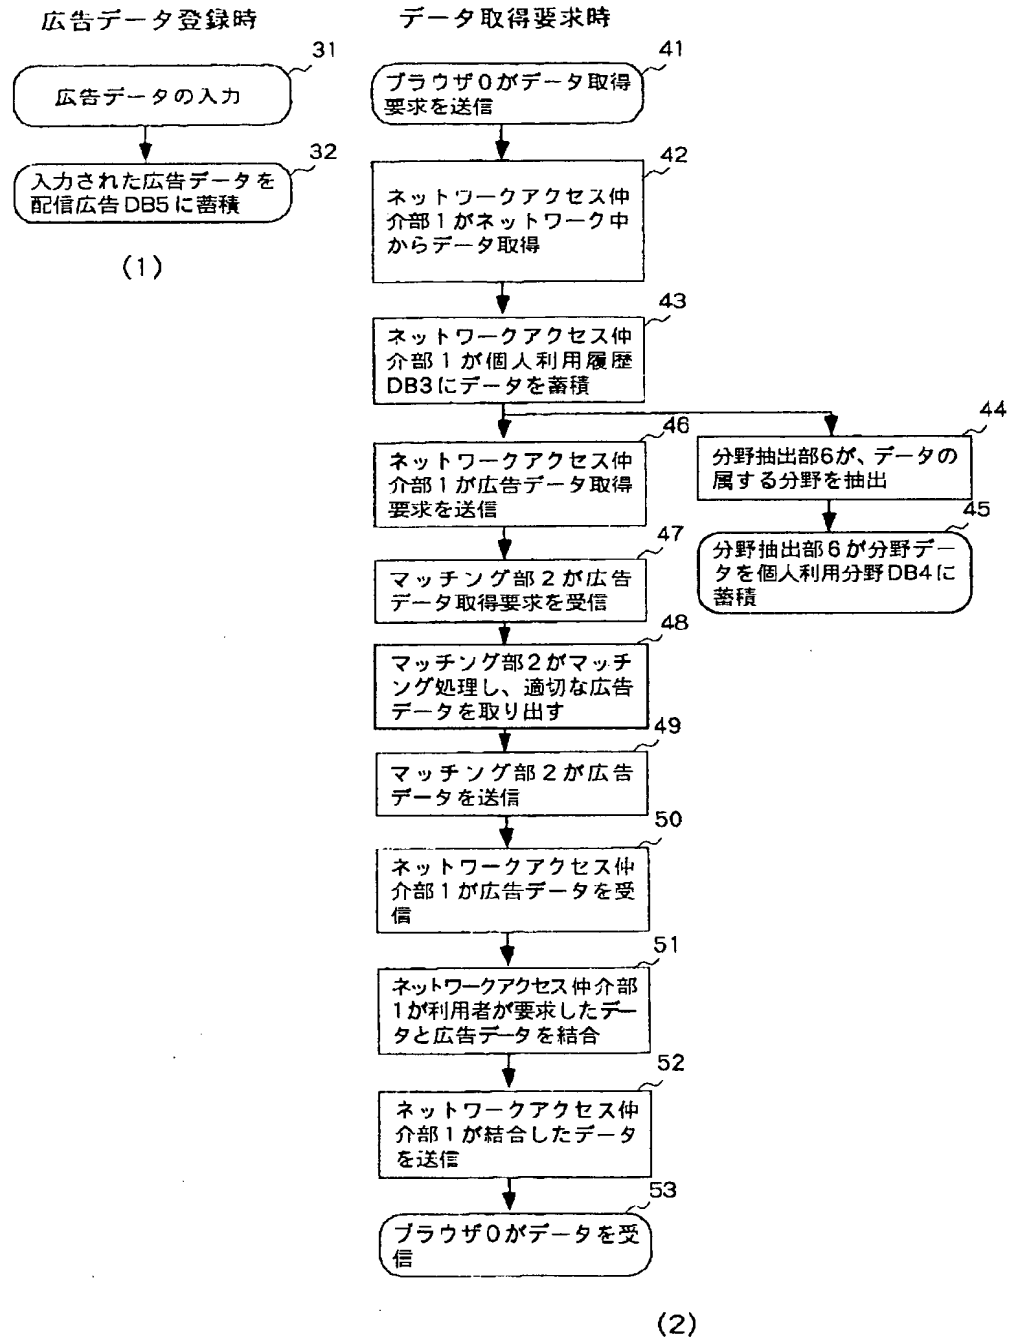 広告データ登録時
31
広告データの入力
32
入力された広告データを
配信広告DB5に蓄積
(1)
データ取得要求時
41
ブラウザ0がデータ取得
要求を送信
42
ネットワークアクセス仲
介部1がネットワーク中
からデータ取得
43
ネットワークアクセス仲
介部1が個人利用履歴
DB3にデータを蓄積
44
分野抽出部6が、データの
属する分野を抽出
45
分野抽出部6が分野デー
タを個人利用分野DB4に
蓄積
46
ネットワークアクセス仲
介部1が広告データ取得
要求を送信
47
マッチング部2が広告
データ取得要求を受信
48
マッチング部2がマッチ
ング処理し、適切な広告
データを取り出す
49
マッチング部2が広告
データを送信
50
ネットワークアクセス仲
介部1が広告データを受
信
51
ネットワークアクセス仲介部
1が利用者が要求したデー
タと広告データを結合
52
ネットワークアクセス仲
介部1が結合したデータ
を送信
53
ブラウザ0がデータを受
信
(2)